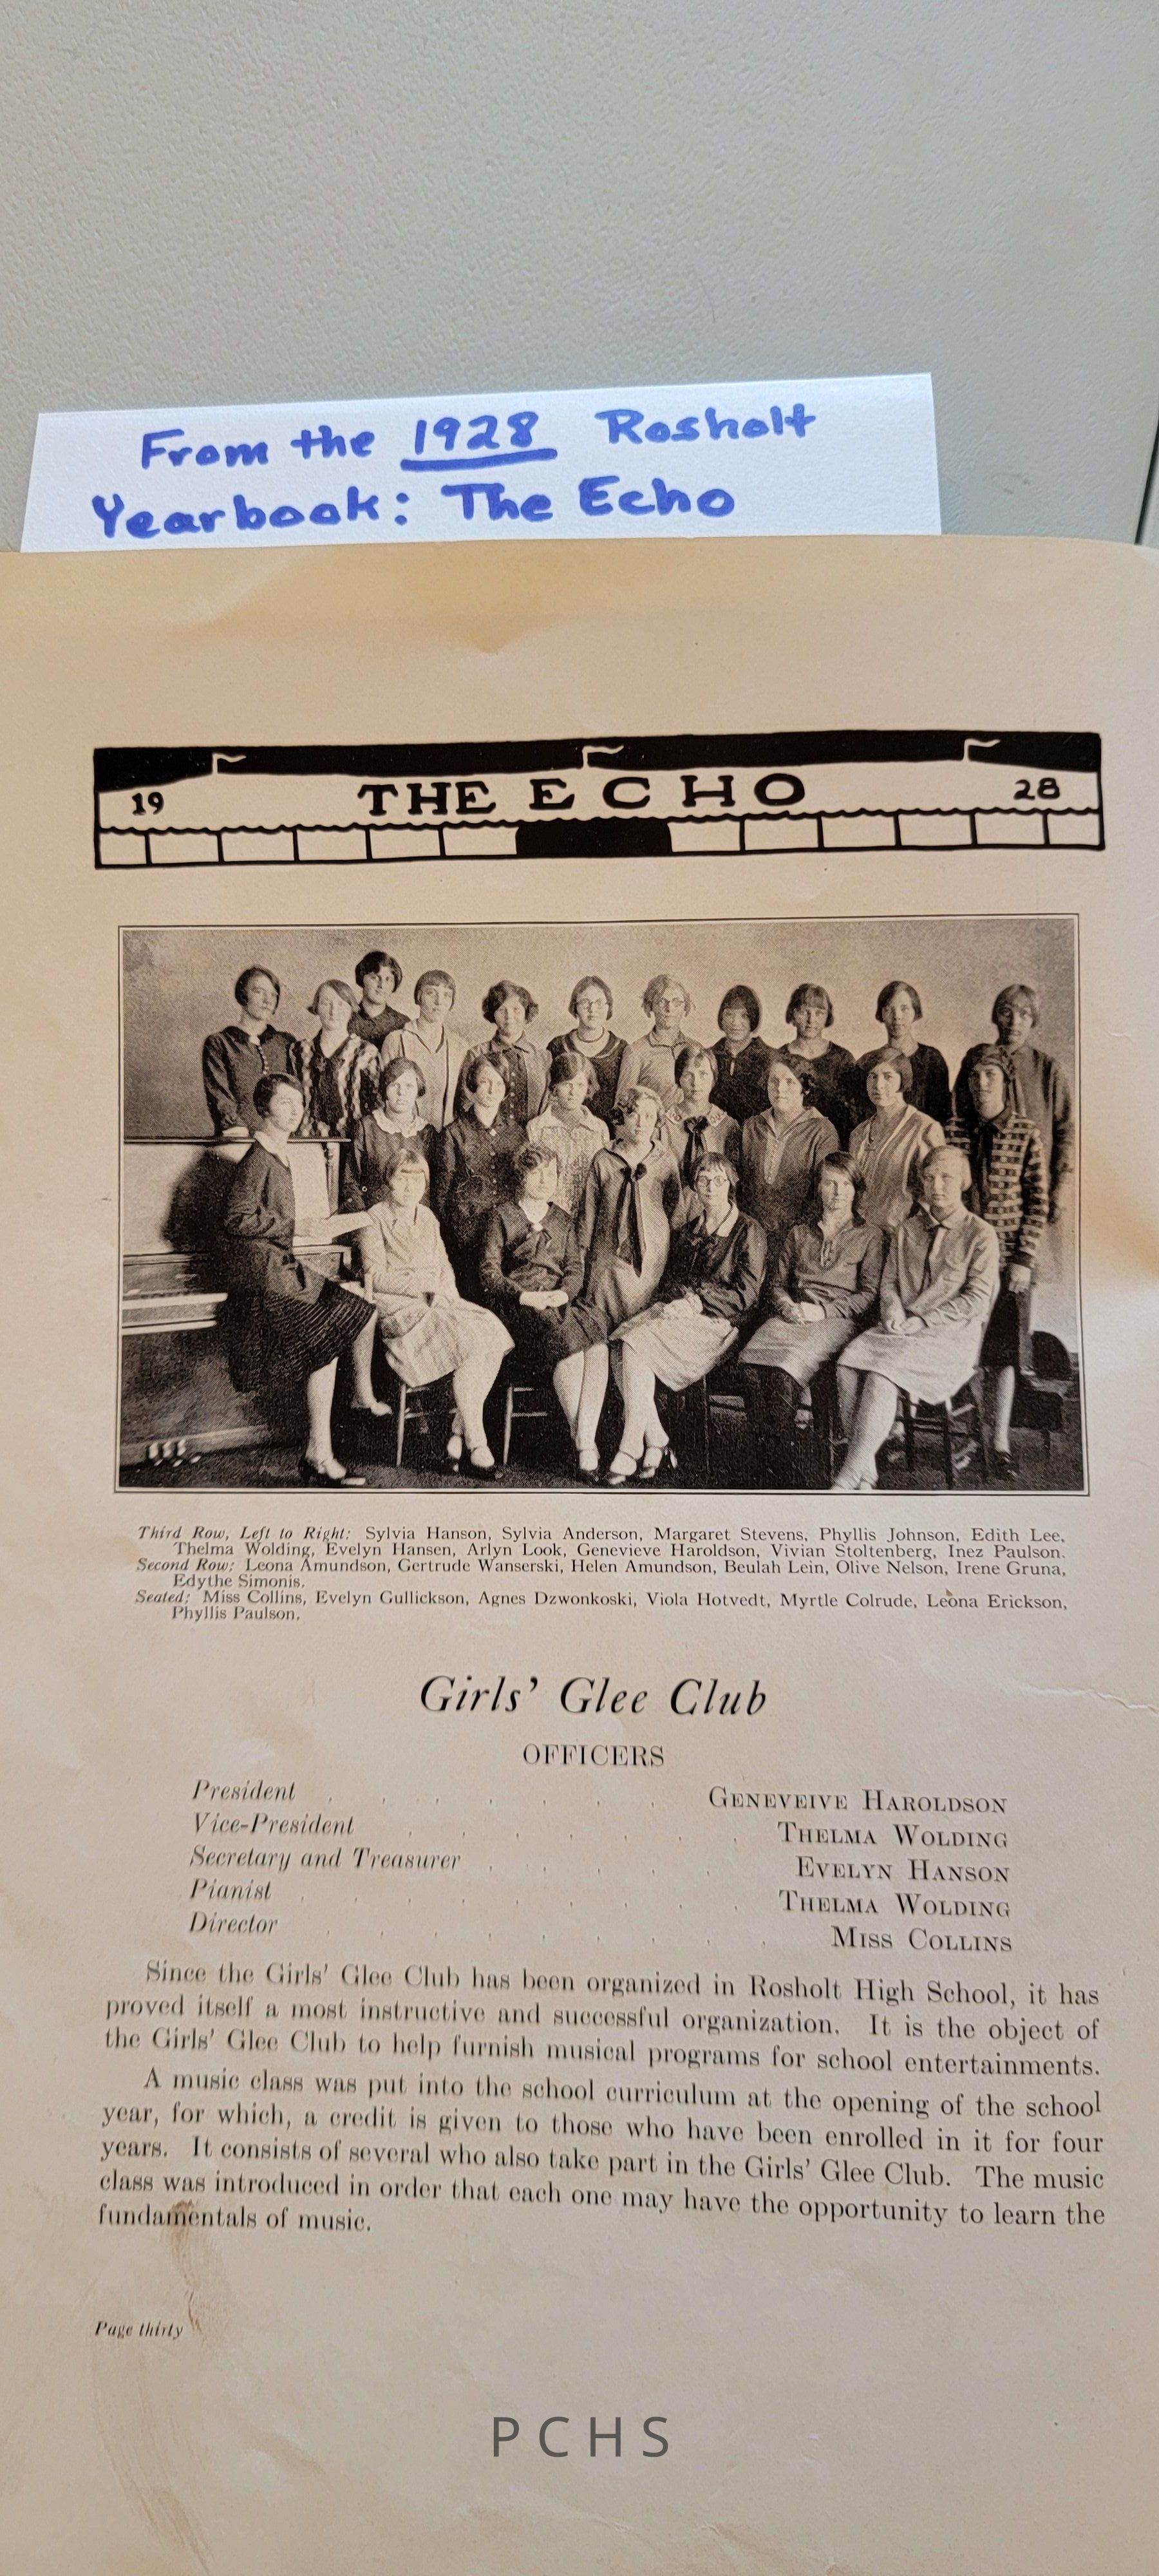 From the 1928 Rosholt
Yearbook: The Echo
19 THE ECHO 28
Third Row, Left to Right: Sylvia Hanson, Sylvia Anderson, Margaret Stevens, Phyllis Johnson, Edith Lee,
Thelma Wolding, Evelyn Hansen, Arlyn Look, Genevieve Haroldson, Vivian Stoltenberg, Inez Paulson.
Second Row: Leona Amundson, Gertrude Wanserski, Helen Amundson, Beulah Lein, Olive Nelson, Irene Gruna,
Edythe Simonis.
Seated: Miss Collins, Evelyn Gullickson, Agnes Dzwonkoski, Viola Hotvedt, Myrtle Colrude, Leona Erickson,
Phyllis Paulson.
Girls' Glee Club
OFFICERS
President . . . . . . . GENEVEIVE HAROLDSON
Vice-President . . . . . . . THELMA WOLDING
Secretary and Treasurer . . . . . EVELYN HANSON
Pianist . . . . . . . . . THELMA WOLDING
Director . . . . . . . . . MISS COLLINS
Since the Girls' Glee Club has been organized in Rosholt High School, it has
proved itself a most instructive and successful organization. It is the object of
the Girls' Glee Club to help furnish musical programs for school entertainments.
A music class was put into the school curriculum at the opening of the school
year, for which, a credit is given to those who have been enrolled in it for four
years. It consists of several who also take part in the Girls' Glee Club. The music
class was introduced in order that each one may have the opportunity to learn the
fundamentals of music.
Page thirty
PCHS